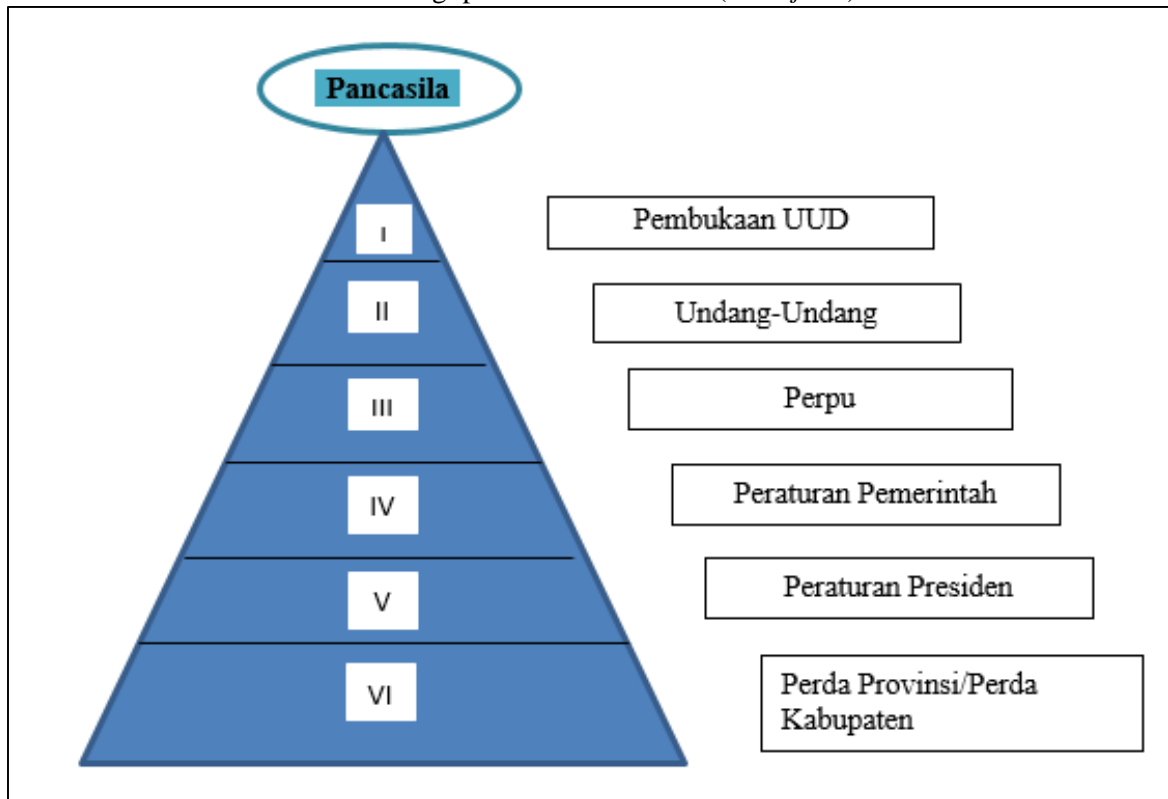 Pancasila
I
Pembukaan UUD
II
Undang-Undang
III
Perpu
IV
Peraturan Pemerintah
V
Peraturan Presiden
VI
Perda Provinsi/Perda
Kabupaten